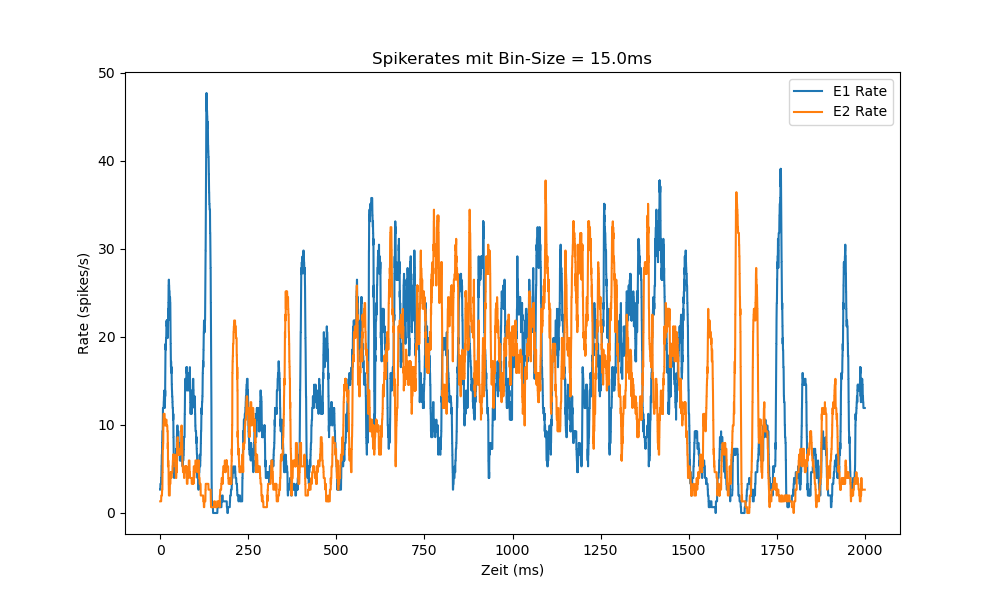 Spikerates mit Bin-Size = 15.0ms
50
40
30
20
10
0
Rate (spikes/s)
E1 Rate
E2 Rate
0 250 500 750 1000 1250 1500 1750 2000
Zeit (ms)